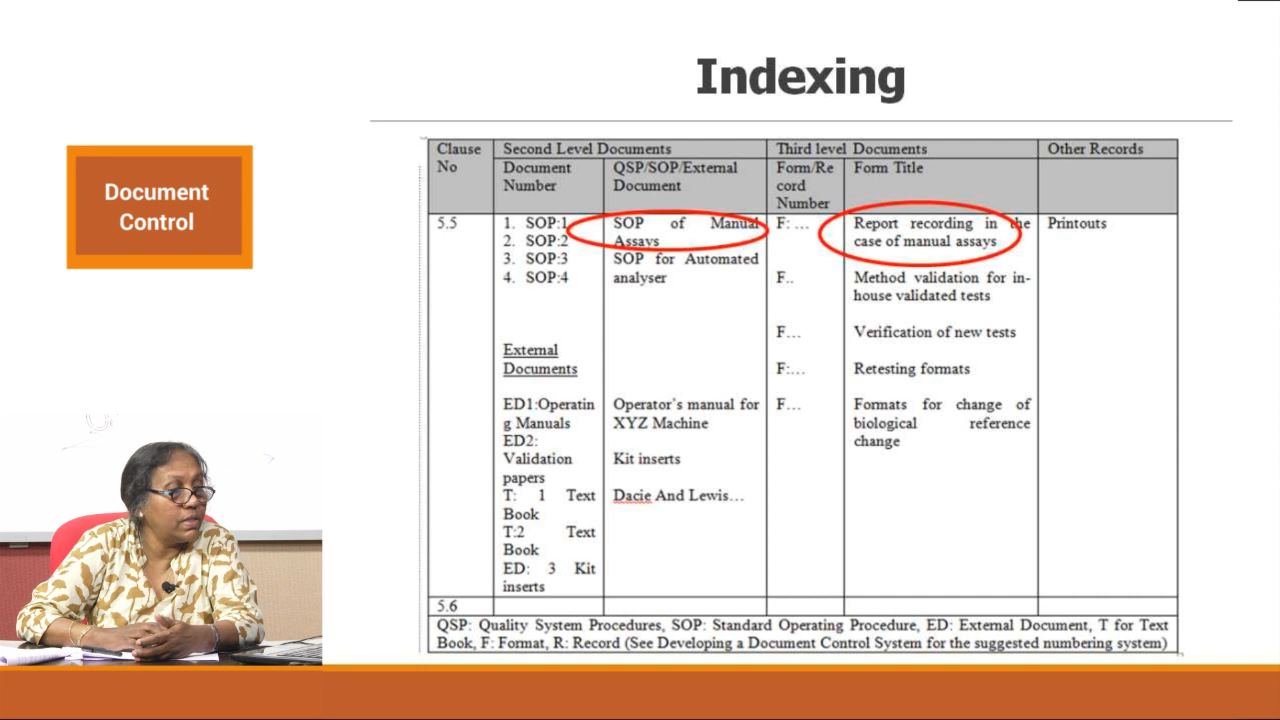 Indexing
Document
Control
Clause
No
Second Level Documents
Third level Documents
Other Records
Document
Number
QSP/SOP/External
Document
Form/Re
cord
Number
Form Title
5.5
1. SOP:1
2. SOP:2
3. SOP:3
4. SOP:4
External
Documents
ED1:Operatin
g Manuals
ED2:
Validation
papers
T: 1 Text
Book
T:2 Text
Book
ED: 3 Kit
inserts
SOP of Manual
Assays
SOP for Automated
analyser
Operator's manual for
XYZ Machine
Kit inserts
Dacie And Lewis…
F: …
F..
F…
F:…
F…
Report recording in the
case of manual assays
Method validation for in-
house validated tests
Verification of new tests
Retesting formats
Formats for change of
biological reference
change
Printouts
5.6
QSP: Quality System Procedures, SOP: Standard Operating Procedure, ED: External Document, T for Text
Book, F: Format, R: Record (See Developing a Document Control System for the suggested numbering system)